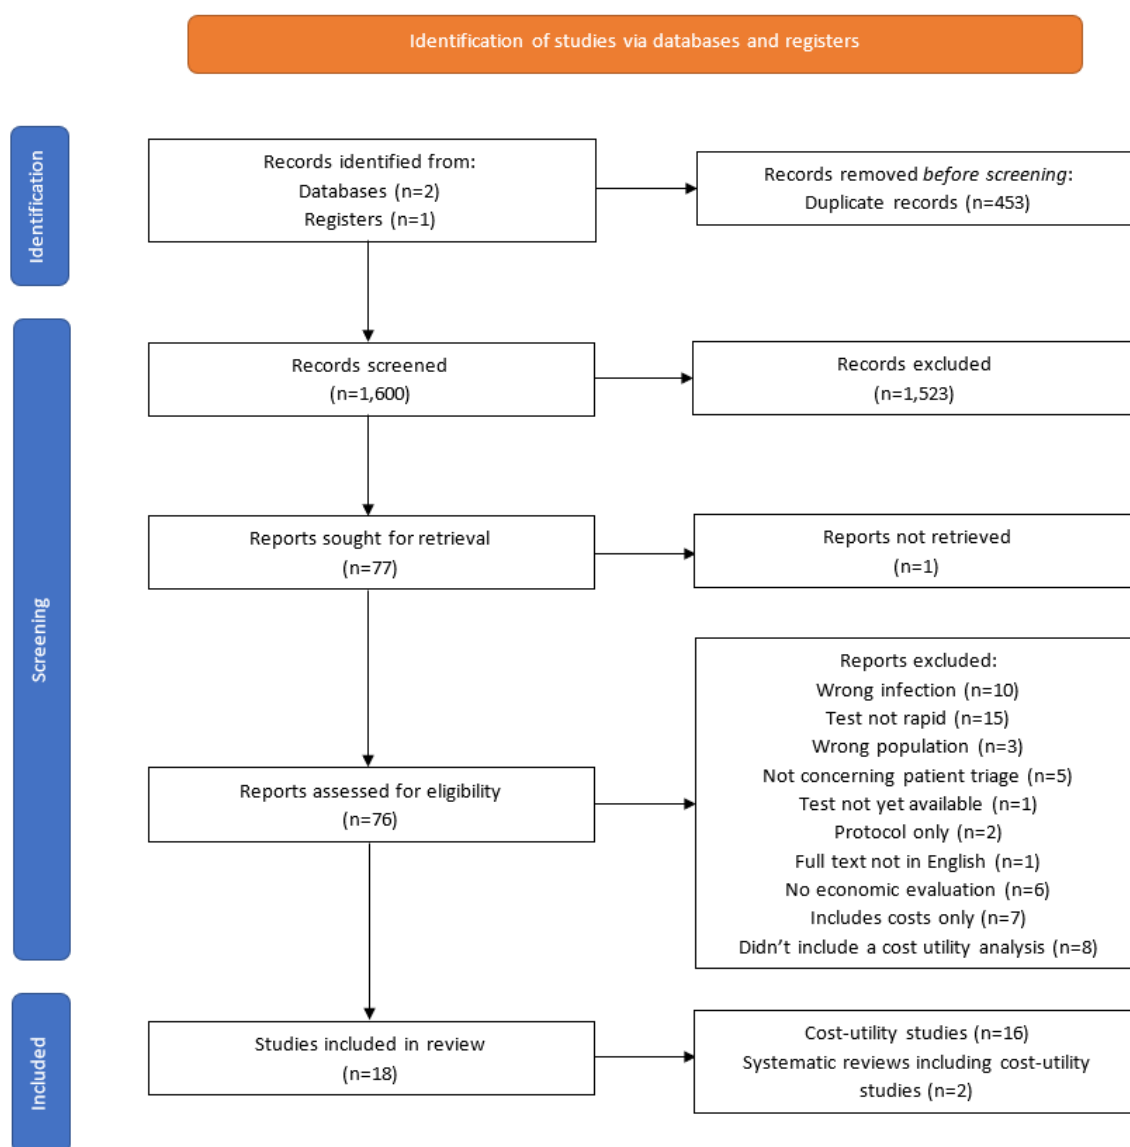 Identification of studies via databases and registers
Identification
Records identified from:
Databases (n=2)
Registers (n=1)
Records removed before screening:
Duplicate records (n=453)
Screening
Records screened
(n=1,600)
Records excluded
(n=1,523)
Reports sought for retrieval
(n=77)
Reports not retrieved
(n=1)
Reports assessed for eligibility
(n=76)
Reports excluded:
Wrong infection (n=10)
Test not rapid (n=15)
Wrong population (n=3)
Not concerning patient triage (n=5)
Test not yet available (n=1)
Protocol only (n=2)
Full text not in English (n=1)
No economic evaluation (n=6)
Includes costs only (n=7)
Didn't include a cost utility analysis (n=8)
Included
Studies included in review
(n=18)
Cost-utility studies (n=16)
Systematic reviews including cost-utility
studies (n=2)